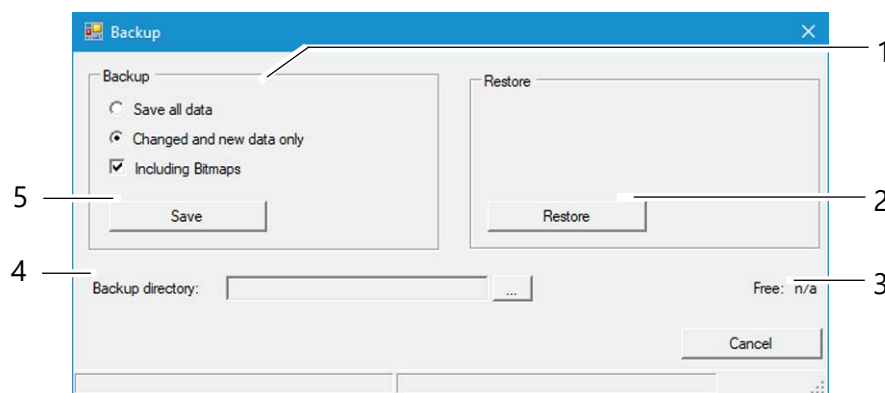 Backup
1
Backup
Restore
Save all data
Changed and new data only
Including Bitmaps
5
2
Save
Restore
4
3
Backup directory:
...
Free: n/a
Cancel